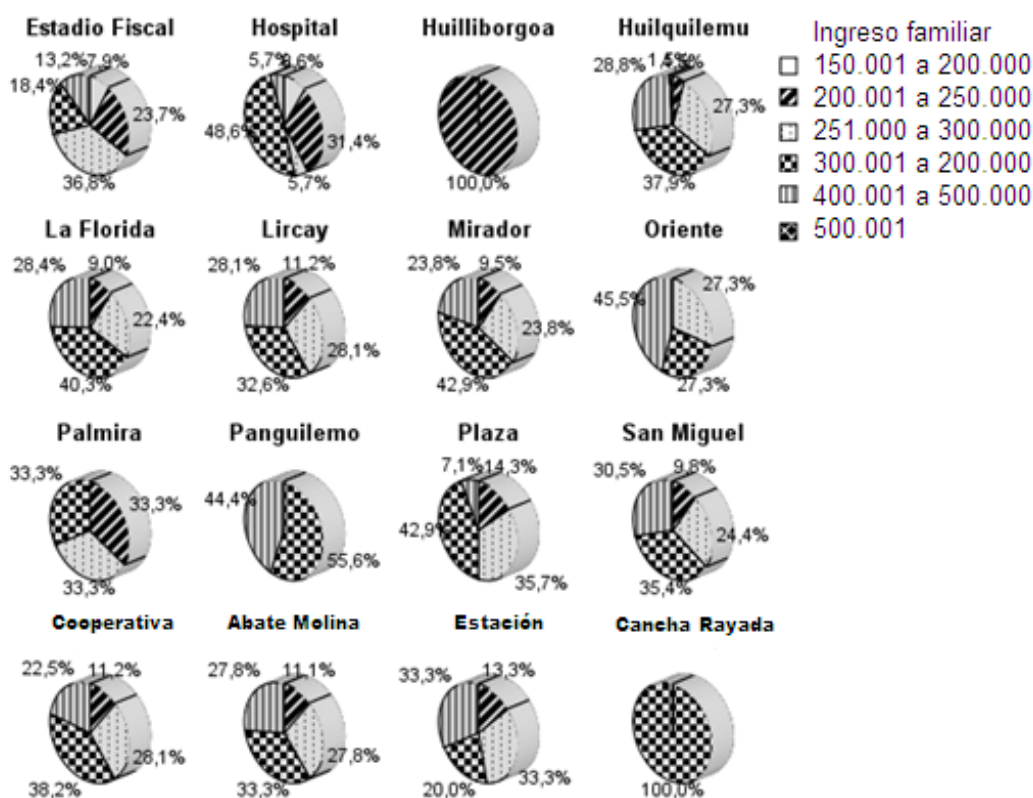 Estadio Fiscal
13,2%
7,9%
18,4%
23,7%
36,8%
Hospital
5,7%
8,6%
48,6%
31,4%
5,7%
Huilliborgoa
100,0%
Huilquilemu
28,8%
1,5%
27,3%
37,9%
Ingreso familiar
150.001 a 200.000
200.001 a 250.000
251.000 a 300.000
300.001 a 200.000
400.001 a 500.000
500.001
La Florida
28,4%
9,0%
22,4%
40,3%
Lircay
28,1%
11,2%
28,1%
32,6%
Mirador
23,8%
9,5%
23,8%
42,9%
Oriente
45,5%
27,3%
27,3%
Palmira
33,3%
33,3%
33,3%
Panguilemo
44,4%
55,6%
Plaza
7,1%
14,3%
42,9%
35,7%
San Miguel
30,5%
9,8%
24,4%
35,4%
Cooperativa
22,5%
11,2%
28,1%
38,2%
Abate Molina
27,8%
11,1%
27,8%
33,3%
Estación
33,3%
13,3%
33,3%
20,0%
Cancha Rayada
100,0%